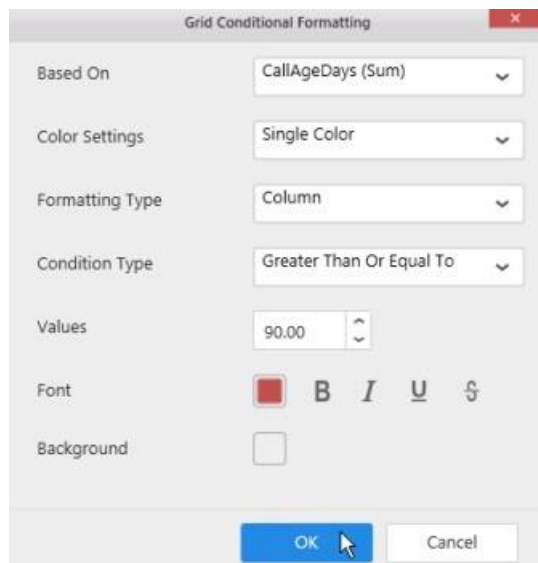 Grid Conditional Formatting
Based On CallAgeDays (Sum)
Color Settings Single Color
Formatting Type Column
Condition Type Greater Than Or Equal To
Values 90.00
Font B I U S
Background
OK Cancel